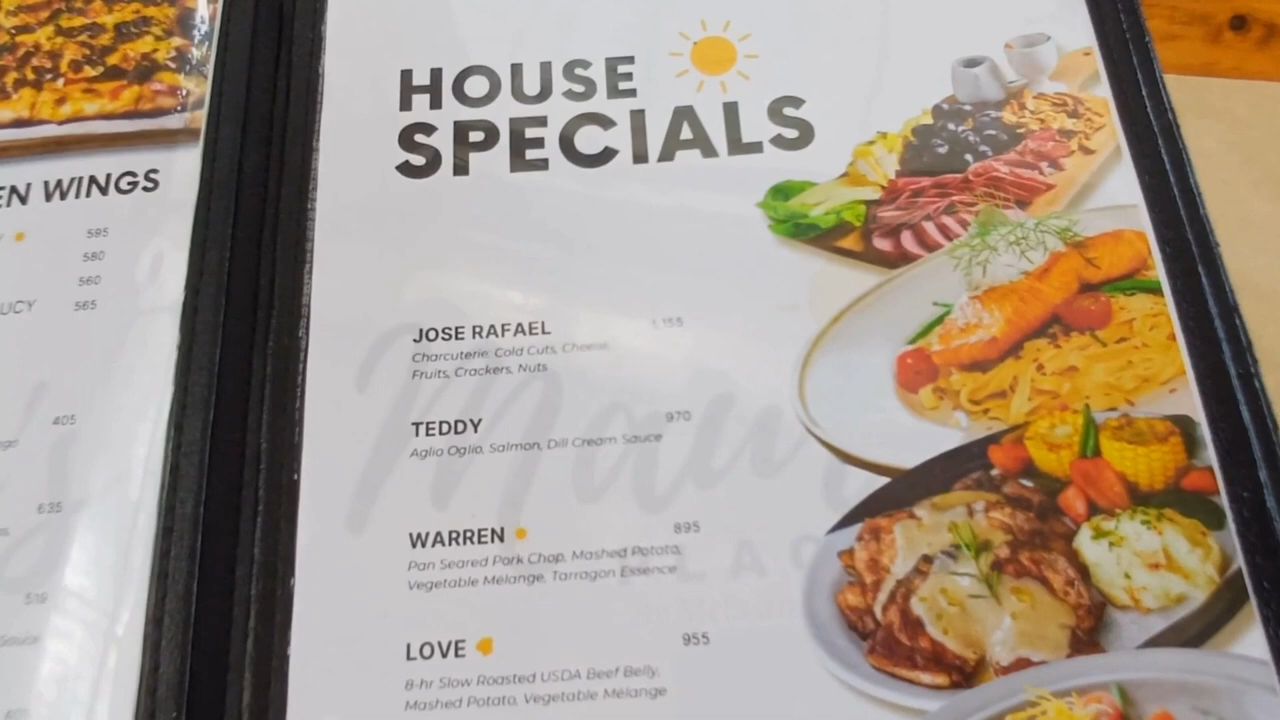 EN WINGS
595
580
560
UCY 565
405
635
519
HOUSE
SPECIALS
JOSE RAFAEL 1,155
Charcuterie: Cold Cuts, Cheese,
Fruits, Crackers, Nuts
TEDDY 970
Aglio Oglio, Salmon, Dill Cream Sauce
WARREN 895
Pan Seared Pork Chop, Mashed Potato,
Vegetable Mélange, Tarragon Essence
LOVE 955
8-hr Slow Roasted USDA Beef Belly,
Mashed Potato, Vegetable Mélange